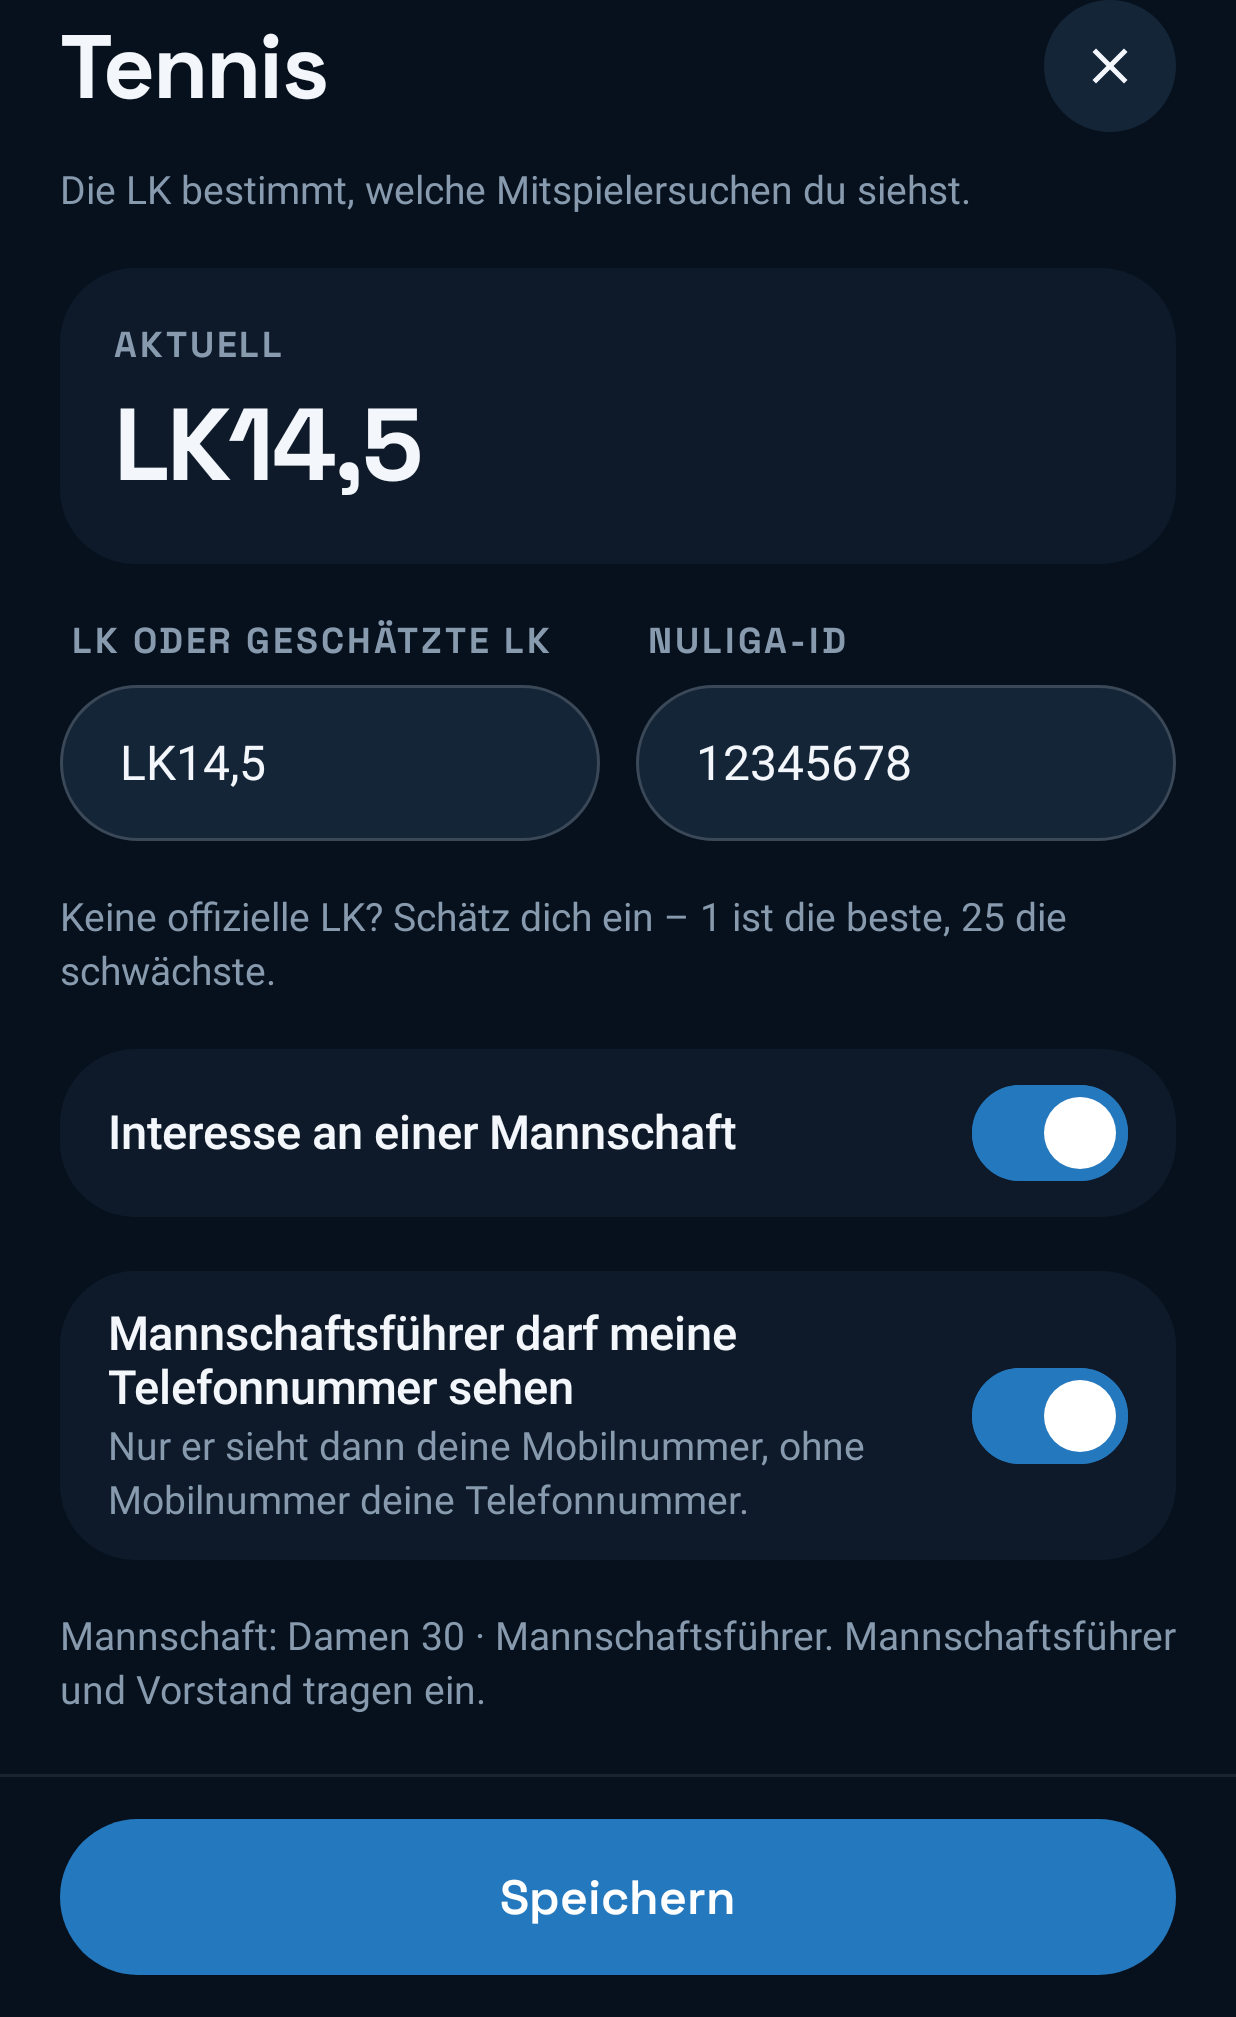 Tennis
Die LK bestimmt, welche Mitspielersuchen du siehst.
AKTUELL
LK14,5
LK ODER GESCHÄTZTE LK
NULIGA-ID
LK14,5
12345678
Keine offizielle LK? Schätz dich ein – 1 ist die beste, 25 die
schwächste.
Interesse an einer Mannschaft
Mannschaftsführer darf meine
Telefonnummer sehen
Nur er sieht dann deine Mobilnummer, ohne
Mobilnummer deine Telefonnummer.
Mannschaft: Damen 30 · Mannschaftsführer. Mannschaftsführer
und Vorstand tragen ein.
Speichern